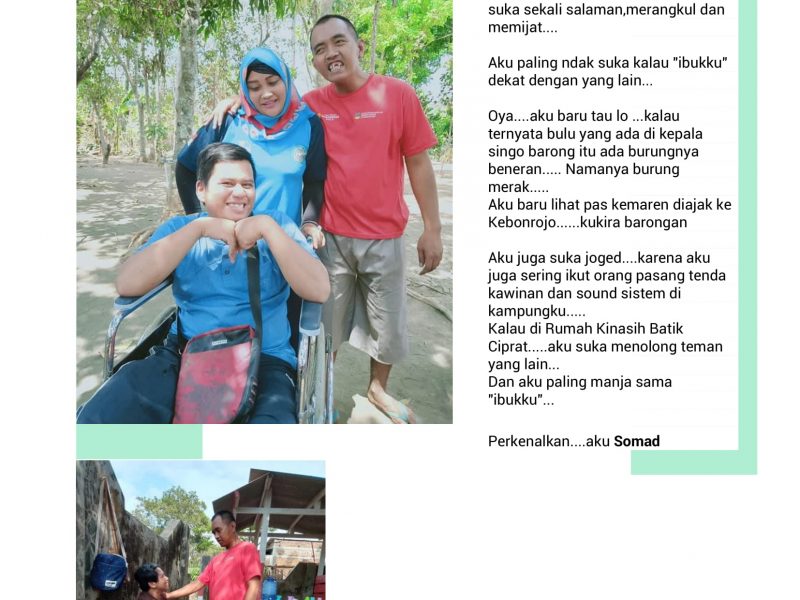 suka sekali salaman,merangkul dan
memijat....
Aku paling ndak suka kalau "ibukku"
dekat dengan yang lain...
Oya....aku baru tau lo ...kalau
ternyata bulu yang ada di kepala
singo barong itu ada burungnya
beneran..... Namanya burung
merak.....
Aku baru lihat pas kemaren diajak ke
Kebonrojo......kukira barongan
Aku juga suka joged....karena aku
juga sering ikut orang pasang tenda
kawinan dan sound sistem di
kampungku.....
Kalau di Rumah Kinasih Batik
Ciprat.....aku suka menolong teman
yang lain...
Dan aku paling manja sama
"ibukku"...
Perkenalkan....aku Somad